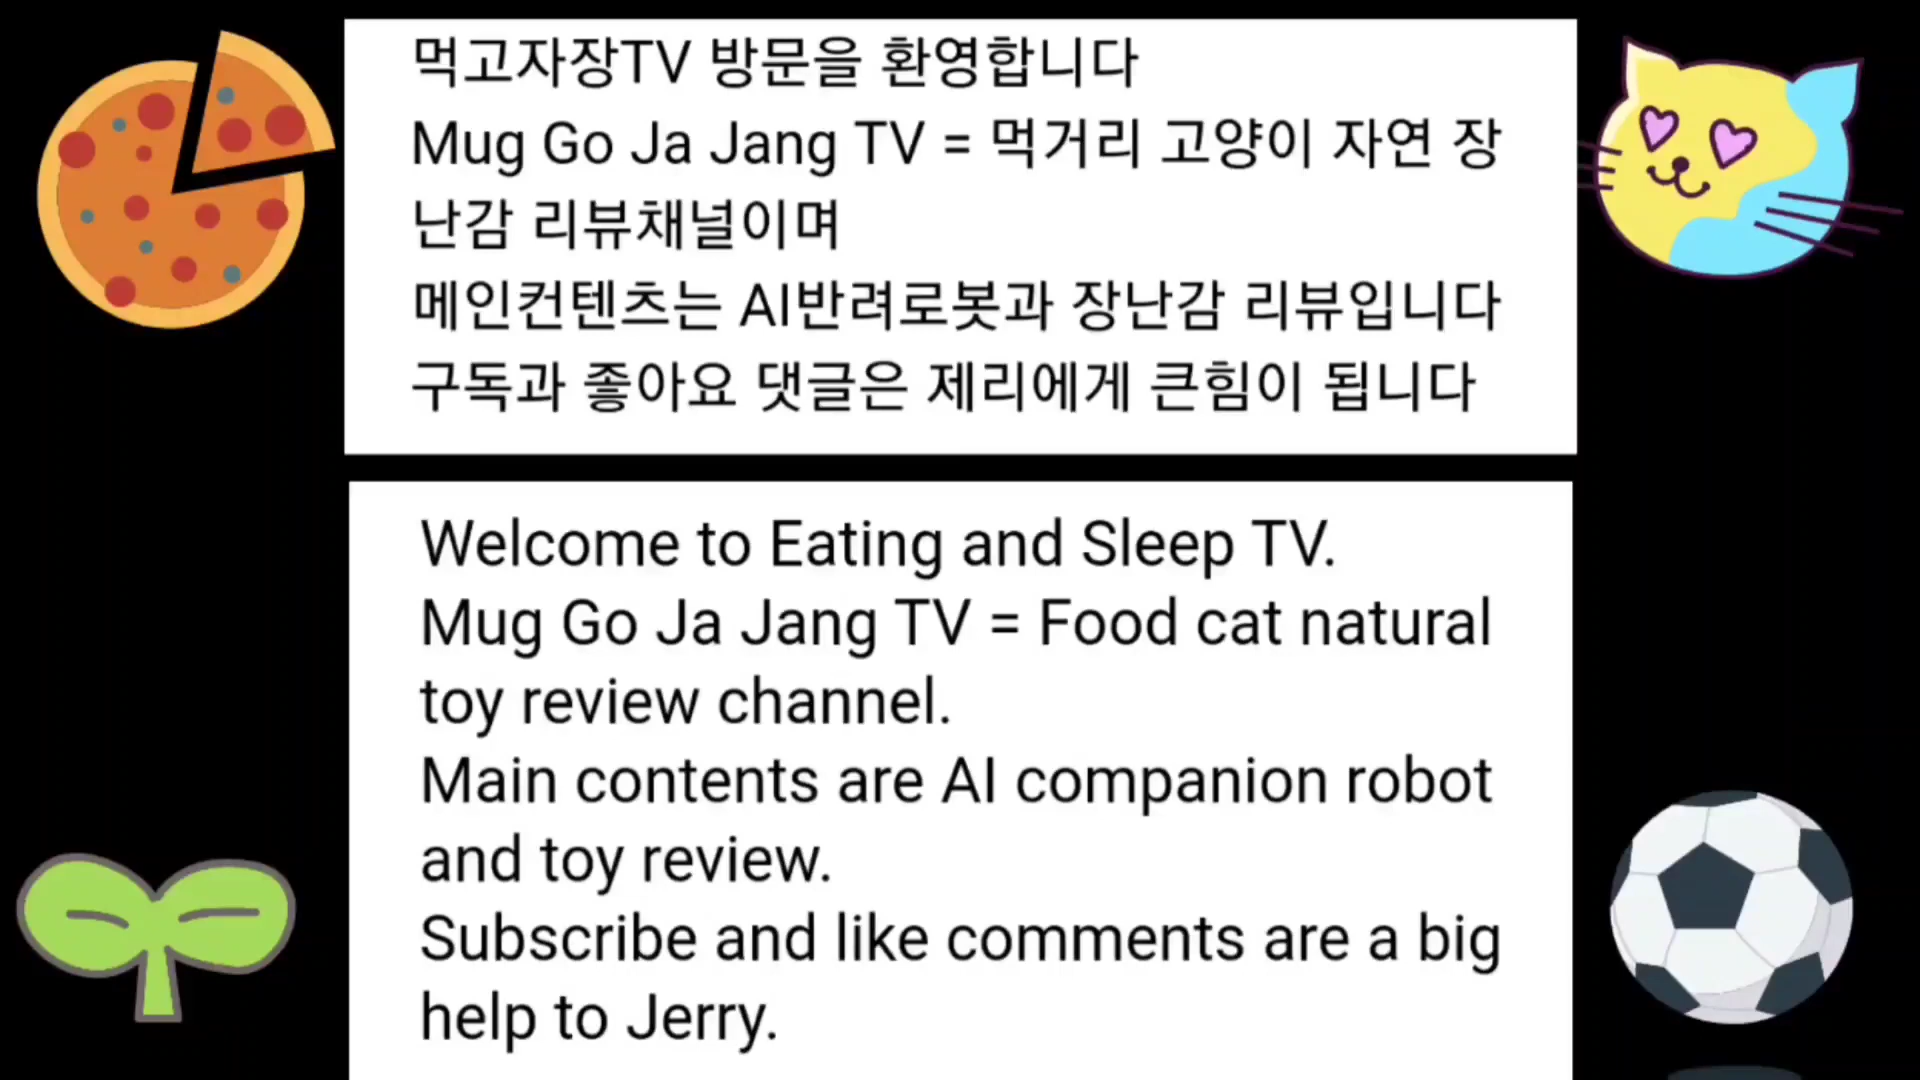 먹고자장TV 방문을 환영합니다
Mug Go Ja Jang TV = 먹거리 고양이 자연 장
난감 리뷰채널이며
메인컨텐츠는 AI반려로봇과 장난감 리뷰입니다
구독과 좋아요 댓글은 제리에게 큰힘이 됩니다
Welcome to Eating and Sleep TV.
Mug Go Ja Jang TV = Food cat natural
toy review channel.
Main contents are AI companion robot
and toy review.
Subscribe and like comments are a big
help to Jerry.